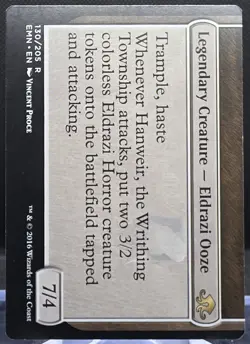 Legendary Creature — Eldrazi Ooze
Trample, haste
Whenever Hanweir, the Writhing
Township attacks, put two 3/2
colorless Eldrazi Horror creature
tokens onto the battlefield tapped
and attacking.
7/4
130/205 R
EMN • EN Vincent Proce
™ & © 2016 Wizards of the Coast